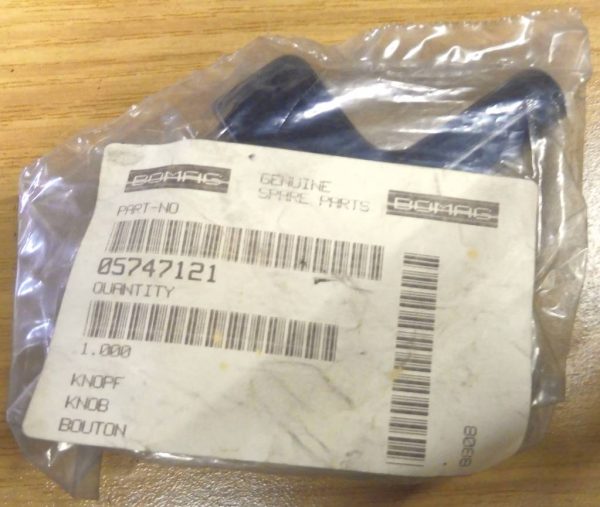 BOMAG GENUINE SPARE PARTS BOMAG
PART-NO
05747121
QUANTITY
1.000
KNOPF
KNOB
BOUTON
8308